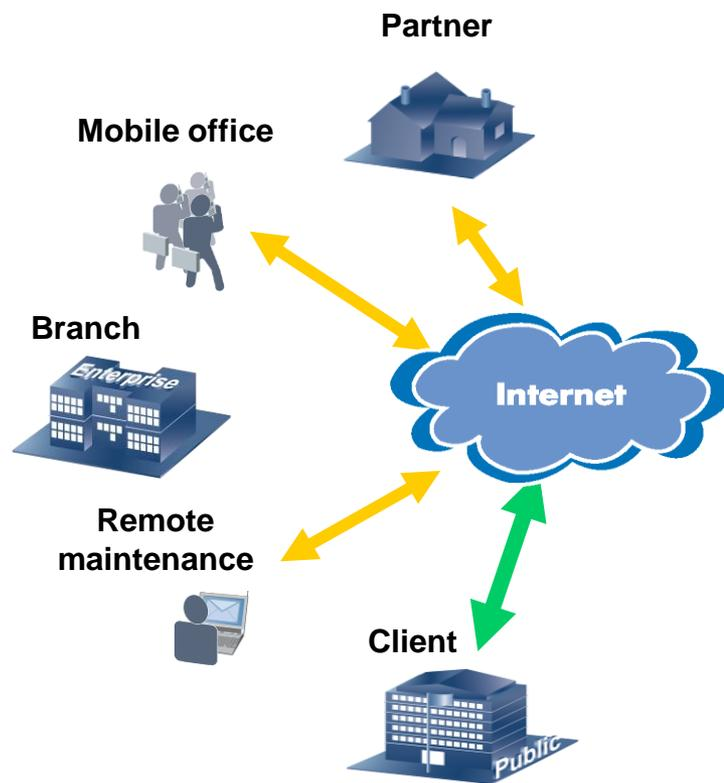 Partner
Mobile office
Branch
Enterprise
Internet
Remote
maintenance
Client
Public